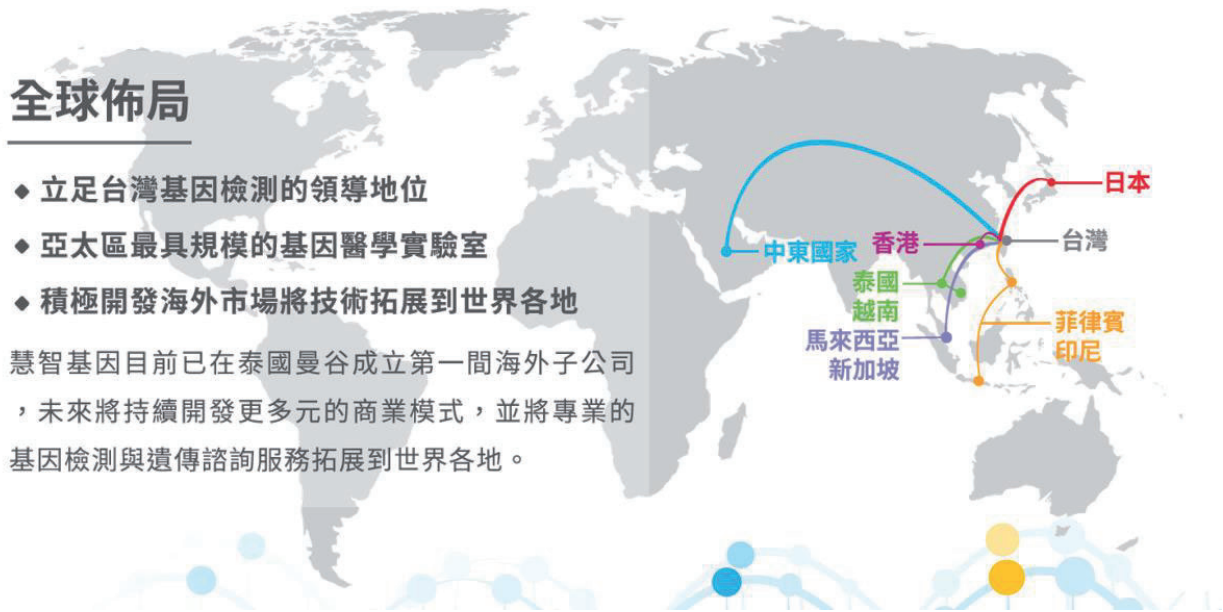 全球佈局
◆ 立足台灣基因檢測的領導地位
◆ 亞太區最具規模的基因醫學實驗室
◆ 積極開發海外市場將技術拓展到世界各地
慧智基因目前已在泰國曼谷成立第一間海外子公司
，未來將持續開發更多元的商業模式，並將專業的
基因檢測與遺傳諮詢服務拓展到世界各地。
日本
台灣
香港
中東國家
泰國
越南
馬來西亞
新加坡
菲律賓
印尼